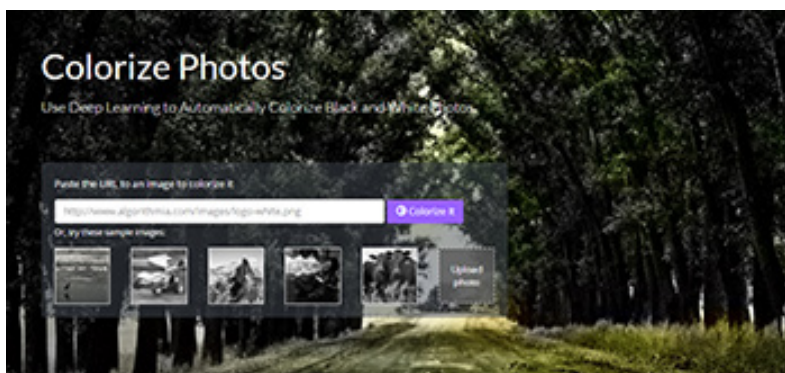 Colorize Photos
Use Deep Learning to Automatically Colorize Black and White Photos
Paste the URL to an image to colorize it
http://www.algorithmia.com/images/logo-white.png
Colorize it
Or, try these sample images:
Upload
photo